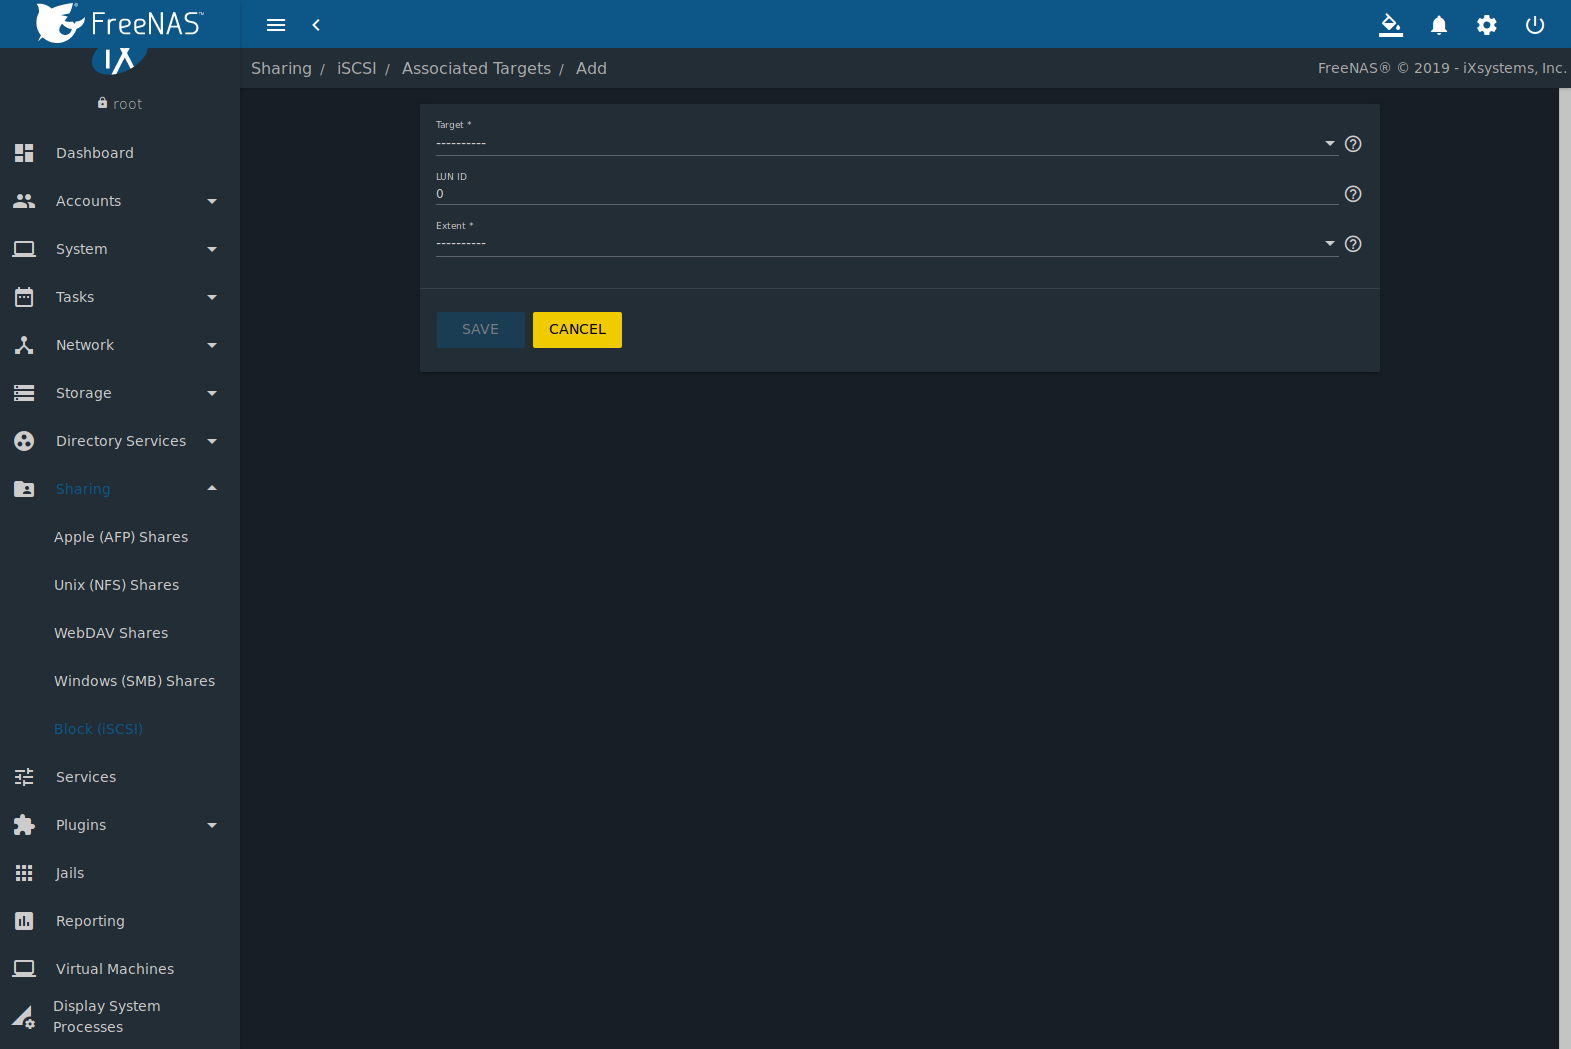 FreeNAS™
iX
root
Sharing / iSCSI / Associated Targets / Add
FreeNAS® © 2019 - iXsystems, Inc.
Dashboard
Accounts
System
Tasks
Network
Storage
Directory Services
Sharing
Apple (AFP) Shares
Unix (NFS) Shares
WebDAV Shares
Windows (SMB) Shares
Block (iSCSI)
Services
Plugins
Jails
Reporting
Virtual Machines
Display System
Processes
Target *
----------
LUN ID
0
Extent *
----------
SAVE CANCEL